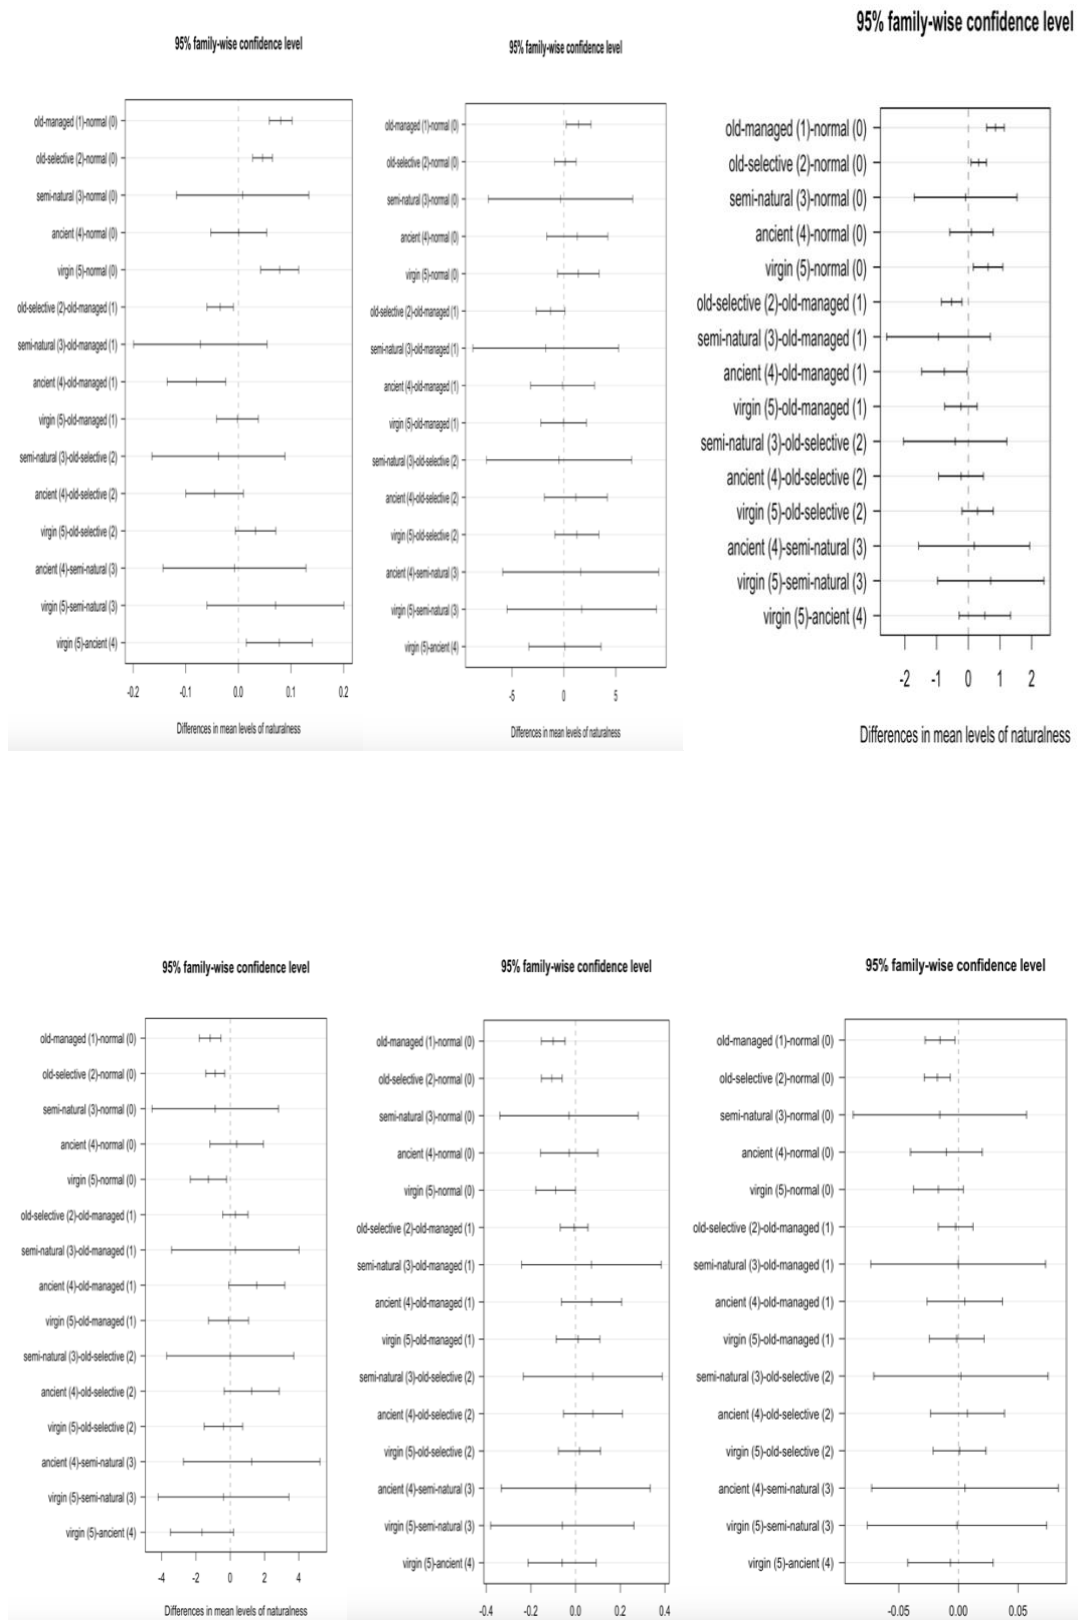 95% family-wise confidence level
old-managed (1)-normal (0)
old-selective (2)-normal (0)
semi-natural (3)-normal (0)
ancient (4)-normal (0)
virgin (5)-normal (0)
old-selective (2)-old-managed (1)
semi-natural (3)-old-managed (1)
ancient (4)-old-managed (1)
virgin (5)-old-managed (1)
semi-natural (3)-old-selective (2)
ancient (4)-old-selective (2)
virgin (5)-old-selective (2)
ancient (4)-semi-natural (3)
virgin (5)-semi-natural (3)
virgin (5)-ancient (4)
-0.2 -0.1 0.0 0.1 0.2
Differences in mean levels of naturalness
95% family-wise confidence level
old-managed (1)-normal (0)
old-selective (2)-normal (0)
semi-natural (3)-normal (0)
ancient (4)-normal (0)
virgin (5)-normal (0)
old-selective (2)-old-managed (1)
semi-natural (3)-old-managed (1)
ancient (4)-old-managed (1)
virgin (5)-old-managed (1)
semi-natural (3)-old-selective (2)
ancient (4)-old-selective (2)
virgin (5)-old-selective (2)
ancient (4)-semi-natural (3)
virgin (5)-semi-natural (3)
virgin (5)-ancient (4)
-5 0 5
Differences in mean levels of naturalness
95% family-wise confidence level
old-managed (1)-normal (0)
old-selective (2)-normal (0)
semi-natural (3)-normal (0)
ancient (4)-normal (0)
virgin (5)-normal (0)
old-selective (2)-old-managed (1)
semi-natural (3)-old-managed (1)
ancient (4)-old-managed (1)
virgin (5)-old-managed (1)
semi-natural (3)-old-selective (2)
ancient (4)-old-selective (2)
virgin (5)-old-selective (2)
ancient (4)-semi-natural (3)
virgin (5)-semi-natural (3)
virgin (5)-ancient (4)
-2 -1 0 1 2
Differences in mean levels of naturalness
95% family-wise confidence level
old-managed (1)-normal (0)
old-selective (2)-normal (0)
semi-natural (3)-normal (0)
ancient (4)-normal (0)
virgin (5)-normal (0)
old-selective (2)-old-managed (1)
semi-natural (3)-old-managed (1)
ancient (4)-old-managed (1)
virgin (5)-old-managed (1)
semi-natural (3)-old-selective (2)
ancient (4)-old-selective (2)
virgin (5)-old-selective (2)
ancient (4)-semi-natural (3)
virgin (5)-semi-natural (3)
virgin (5)-ancient (4)
-4 -2 0 2 4
Differences in mean levels of naturalness
95% family-wise confidence level
old-managed (1)-normal (0)
old-selective (2)-normal (0)
semi-natural (3)-normal (0)
ancient (4)-normal (0)
virgin (5)-normal (0)
old-selective (2)-old-managed (1)
semi-natural (3)-old-managed (1)
ancient (4)-old-managed (1)
virgin (5)-old-managed (1)
semi-natural (3)-old-selective (2)
ancient (4)-old-selective (2)
virgin (5)-old-selective (2)
ancient (4)-semi-natural (3)
virgin (5)-semi-natural (3)
virgin (5)-ancient (4)
-0.4 -0.2 0.0 0.2 0.4
95% family-wise confidence level
old-managed (1)-normal (0)
old-selective (2)-normal (0)
semi-natural (3)-normal (0)
ancient (4)-normal (0)
virgin (5)-normal (0)
old-selective (2)-old-managed (1)
semi-natural (3)-old-managed (1)
ancient (4)-old-managed (1)
virgin (5)-old-managed (1)
semi-natural (3)-old-selective (2)
ancient (4)-old-selective (2)
virgin (5)-old-selective (2)
ancient (4)-semi-natural (3)
virgin (5)-semi-natural (3)
virgin (5)-ancient (4)
-0.05 0.00 0.05